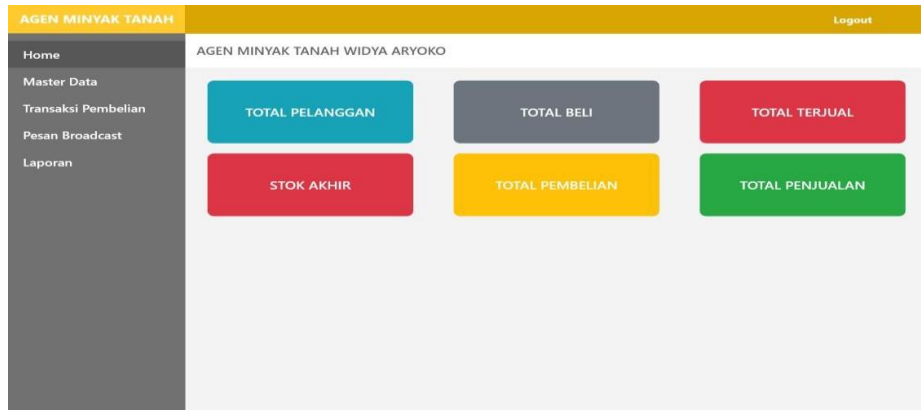 AGEN MINYAK TANAH
Logout
Home
AGEN MINYAK TANAH WIDYA ARYOKO
Master Data
Transaksi Pembelian
Pesan Broadcast
Laporan
TOTAL PELANGGAN
TOTAL BELI
TOTAL TERJUAL
STOK AKHIR
TOTAL PEMBELIAN
TOTAL PENJUALAN